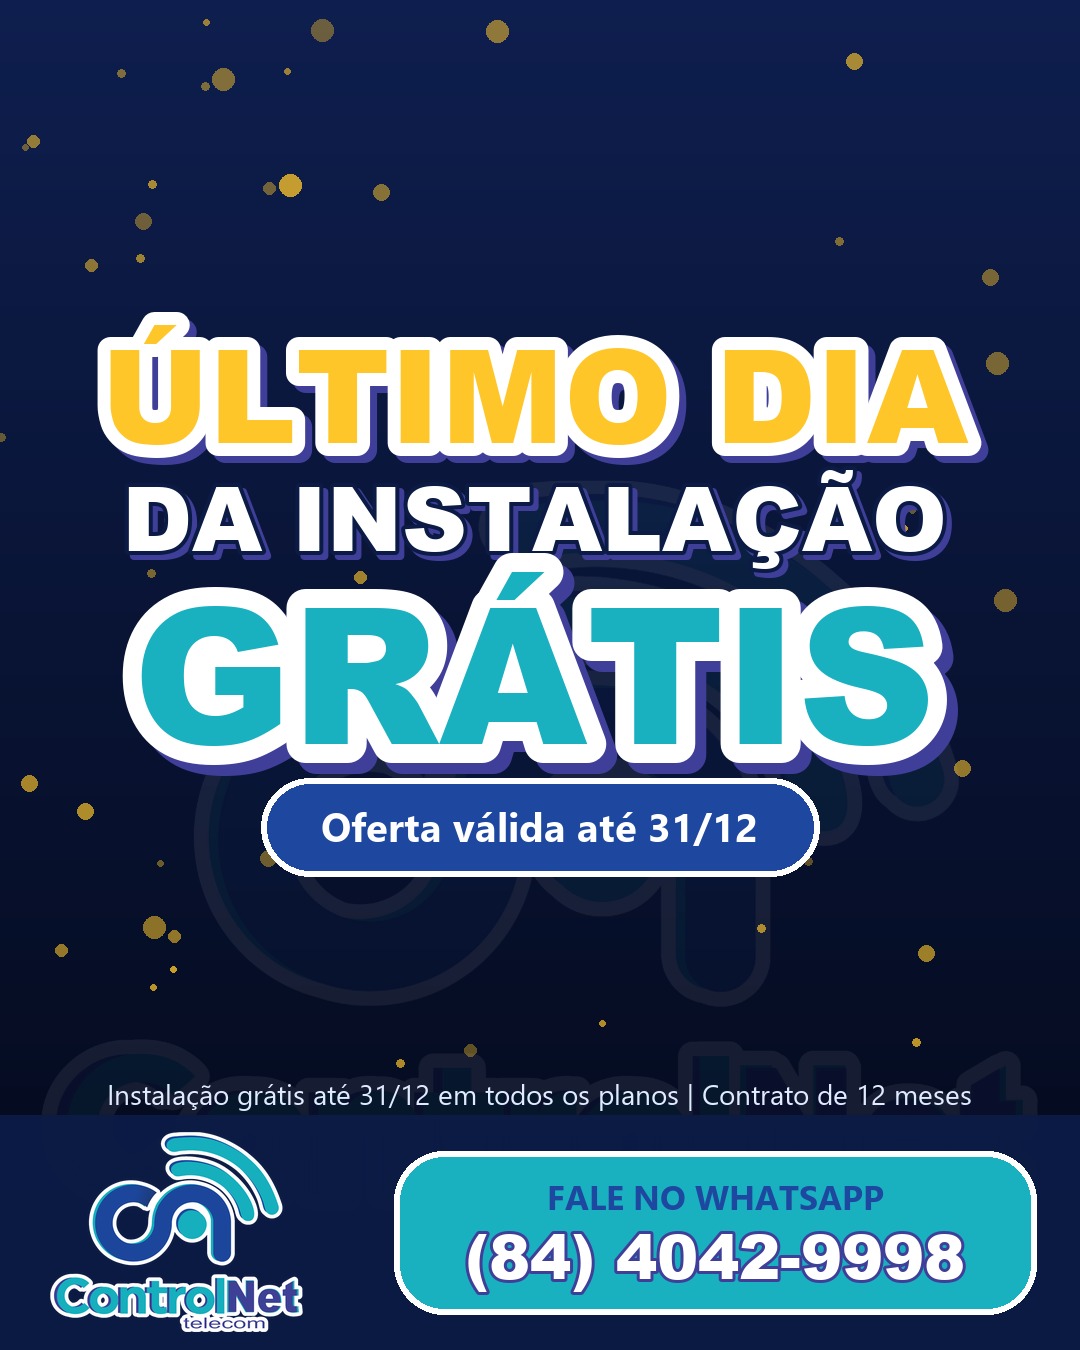 ÚLTIMO DIA
DA INSTALAÇÃO
GRÁTIS
Oferta válida até 31/12
Instalação grátis até 31/12 em todos os planos | Contrato de 12 meses
ControlNet
telecom
FALE NO WHATSAPP
(84) 4042-9998